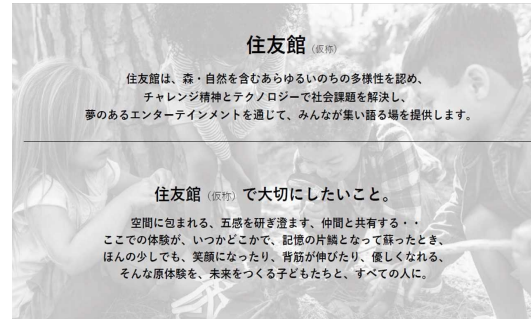 住友館（仮称）
住友館は、森・自然を含むあらゆるいのちの多様性を認め、
チャレンジ精神とテクノロジーで社会課題を解決し、
夢のあるエンターテインメントを通じて、みんなが集い語る場を提供します。
住友館（仮称）で大切にしたいこと。
空間に包まれる、五感を研ぎ澄ます、仲間と共有する・・
ここでの体験が、いつかどこかで、記憶の片鱗となって蘇ったとき、
ほんの少しでも、笑顔になったり、背筋が伸びたり、優しくなれる、
そんな原体験を、未来をつくる子どもたちと、すべての人に。